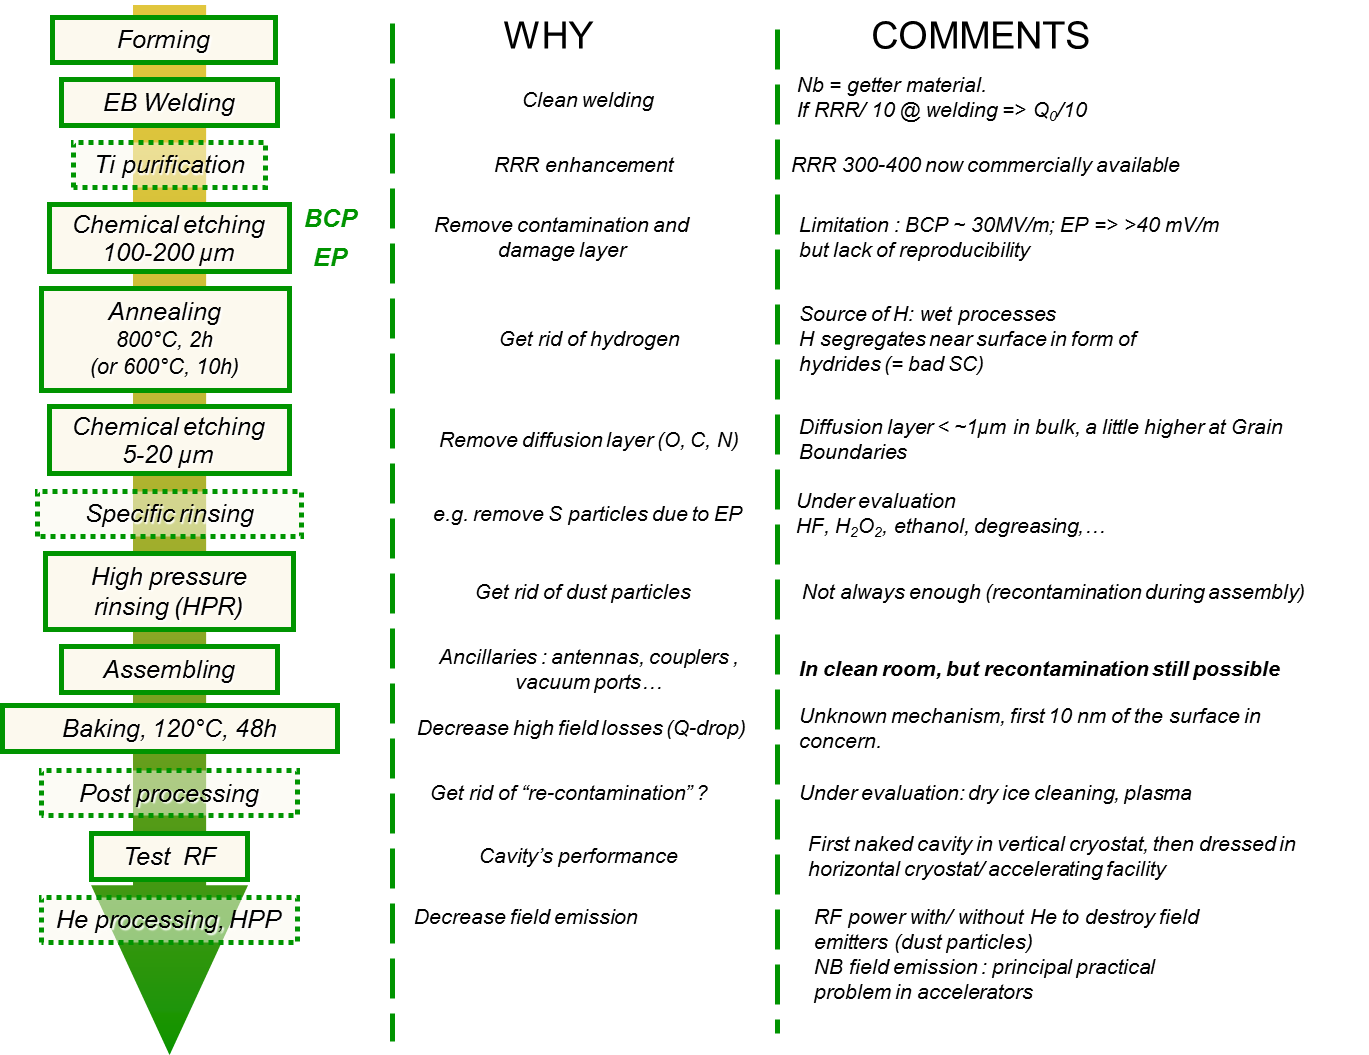 WHY
COMMENTS
Forming
EB Welding
Clean welding
Nb = getter material.
If RRR/ 10 @ welding => Q₀/10
Ti purification
RRR enhancement
RRR 300-400 now commercially available
Chemical etching
100-200 µm
BCP
EP
Remove contamination and
damage layer
Limitation : BCP ~ 30MV/m; EP => >40 mV/m
but lack of reproducibility
Annealing
800°C, 2h
(or 600°C, 10h)
Get rid of hydrogen
Source of H: wet processes
H segregates near surface in form of
hydrides (= bad SC)
Chemical etching
5-20 µm
Remove diffusion layer (O, C, N)
Diffusion layer < ~1µm in bulk, a little higher at Grain
Boundaries
Specific rinsing
e.g. remove S particles due to EP
Under evaluation
HF, H₂O₂, ethanol, degreasing,…
High pressure
rinsing (HPR)
Get rid of dust particles
Not always enough (recontamination during assembly)
Assembling
Ancillaries : antennas, couplers ,
vacuum ports…
In clean room, but recontamination still possible
Baking, 120°C, 48h
Decrease high field losses (Q-drop)
Unknown mechanism, first 10 nm of the surface in
concern.
Post processing
Get rid of “re-contamination” ?
Under evaluation: dry ice cleaning, plasma
Test RF
Cavity’s performance
First naked cavity in vertical cryostat, then dressed in
horizontal cryostat/ accelerating facility
He processing, HPP
Decrease field emission
RF power with/ without He to destroy field
emitters (dust particles)
NB field emission : principal practical
problem in accelerators